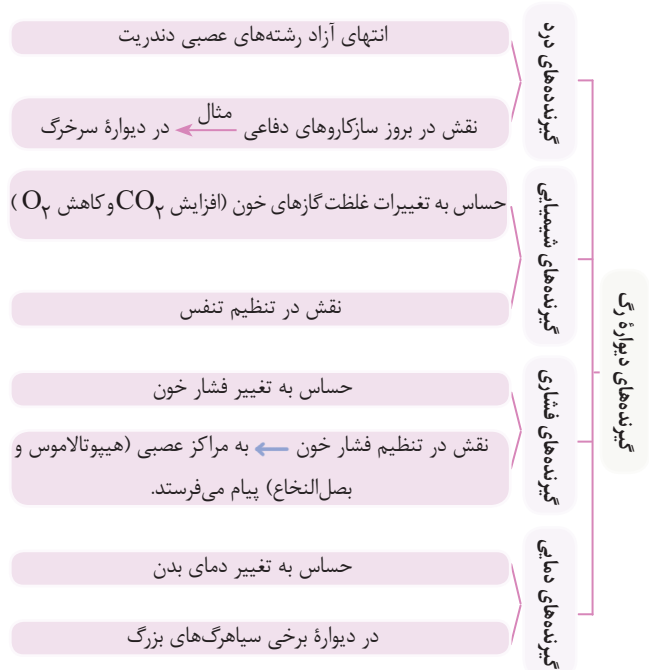 گیرنده‌های دیوارهٔ رگ
گیرنددهای درد
انتهای آزاد رشته‌های عصبی دندریت
نقش در بروز سازکاروهای دفاعی مثال در دیوارهٔ سرخرگ
گیرنده‌های شیمیایی
حساس به تغییرات غلظت گازهای خون (افزایش CO۲ و کاهش O۲)
نقش در تنظیم تنفس
گیرنده‌های فشاری
حساس به تغییر فشار خون
نقش در تنظیم فشار خون ← به مراکز عصبی (هیپوتالاموس و
بصل‌النخاع) پیام می‌فرستد.
گیرنده‌های دمایی
حساس به تغییر دمای بدن
در دیوارهٔ برخی سیاهرگ‌های بزرگ